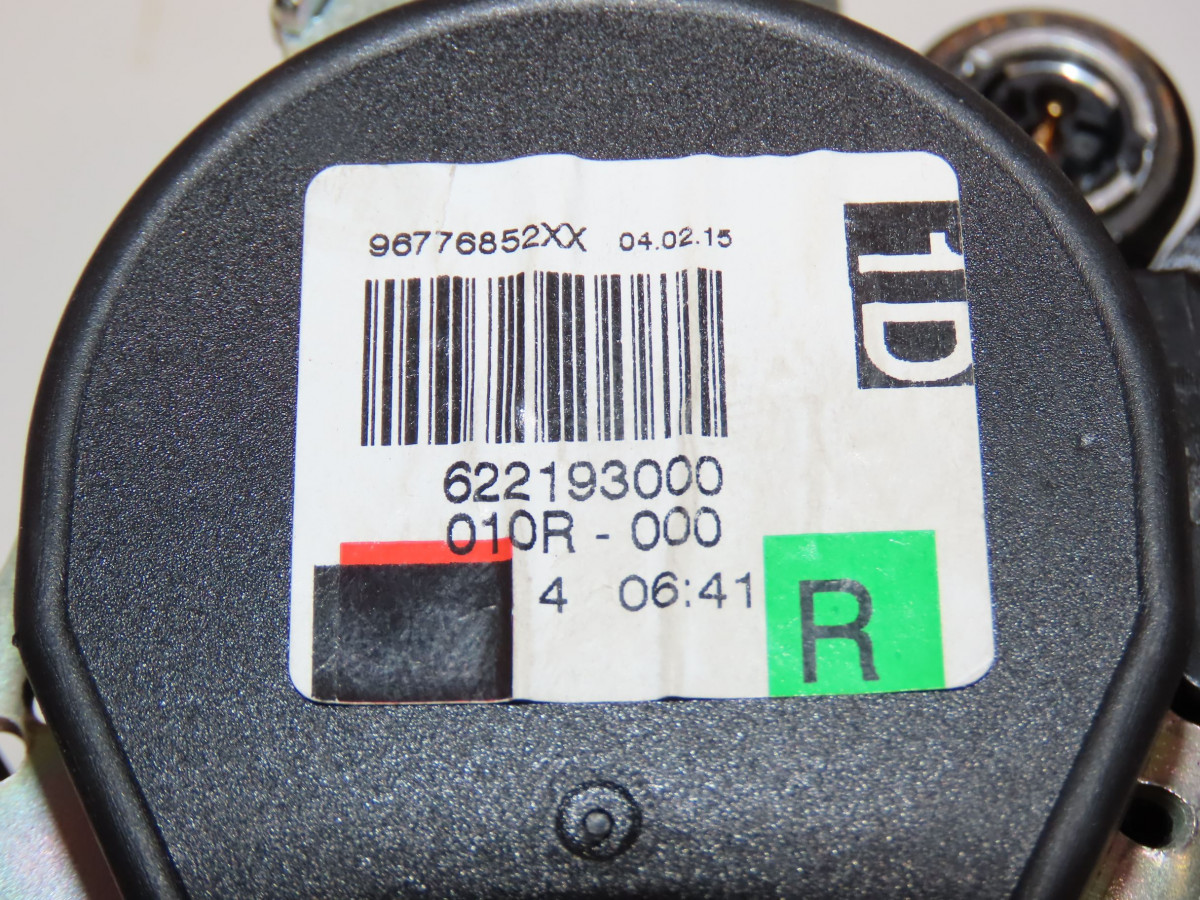 96776852XX 04.02.15
1D
622193000
010R - 000
4 06:41
R